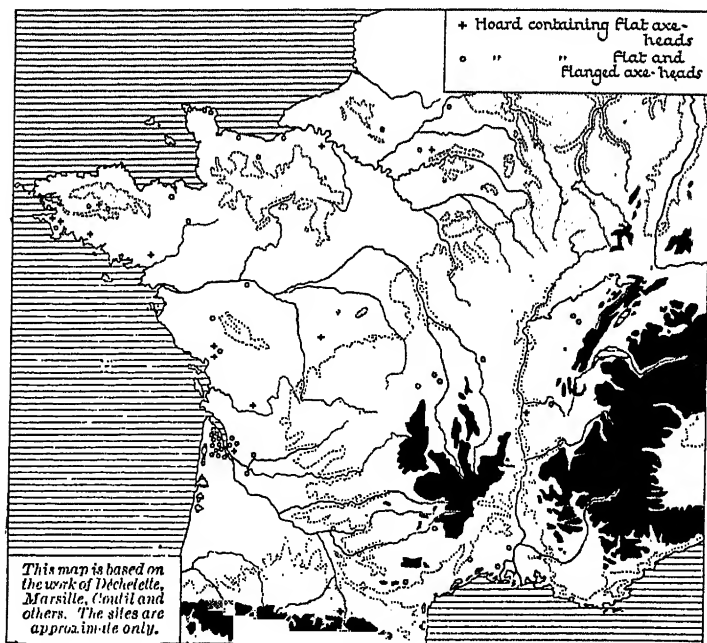 + Hoard containing flat axe-
heads
o " " flat and
flanged axe-heads
This map is based on
the work of Déchelette,
Marsille, Coutil and
others. The sites are
approximate only.